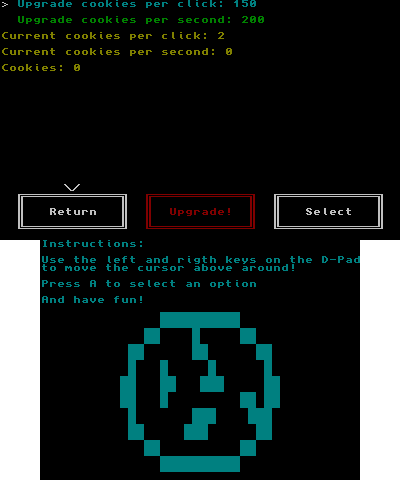 > Upgrade cookies per click: 150
Upgrade cookies per second: 200
Current cookies per click: 2
Current cookies per second: 0
Cookies: 0
Return Upgrade! Select
Instructions:
Use the left and rigth keys on the D-Pad
to move the cursor above around!
Press A to select an option
And have fun!